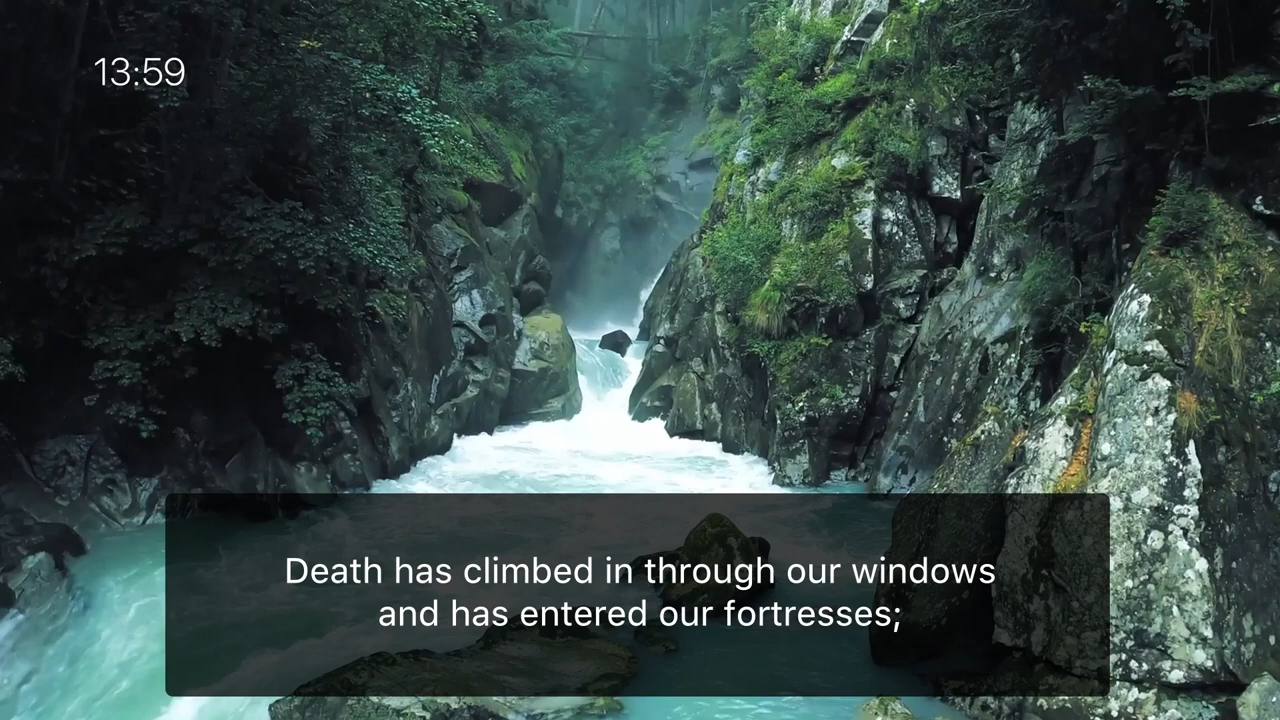 13:59
Death has climbed in through our windows
and has entered our fortresses;